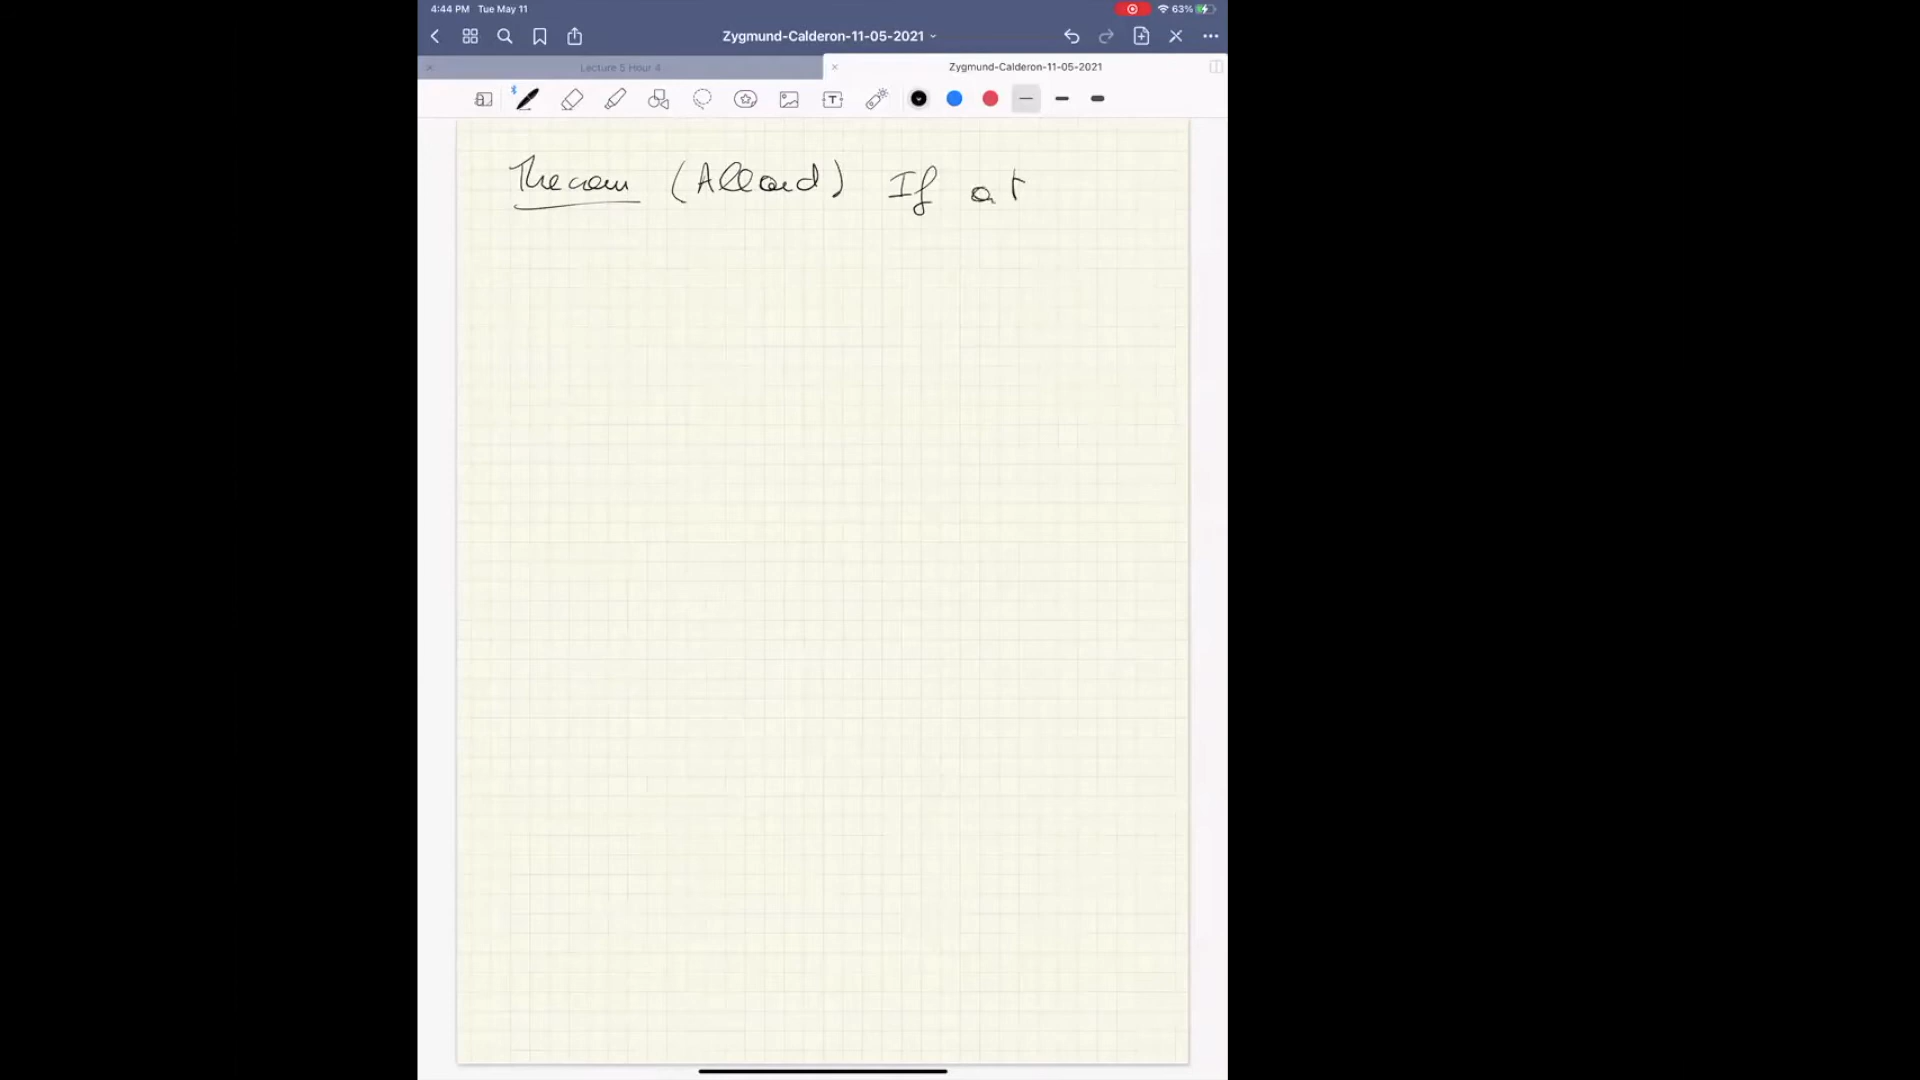 4:44 PM Tue May 11
63%
Zygmund-Calderon-11-05-2021
Lecture 5 Hour 4
Zygmund-Calderon-11-05-2021
T
Theorem (Allard) If at